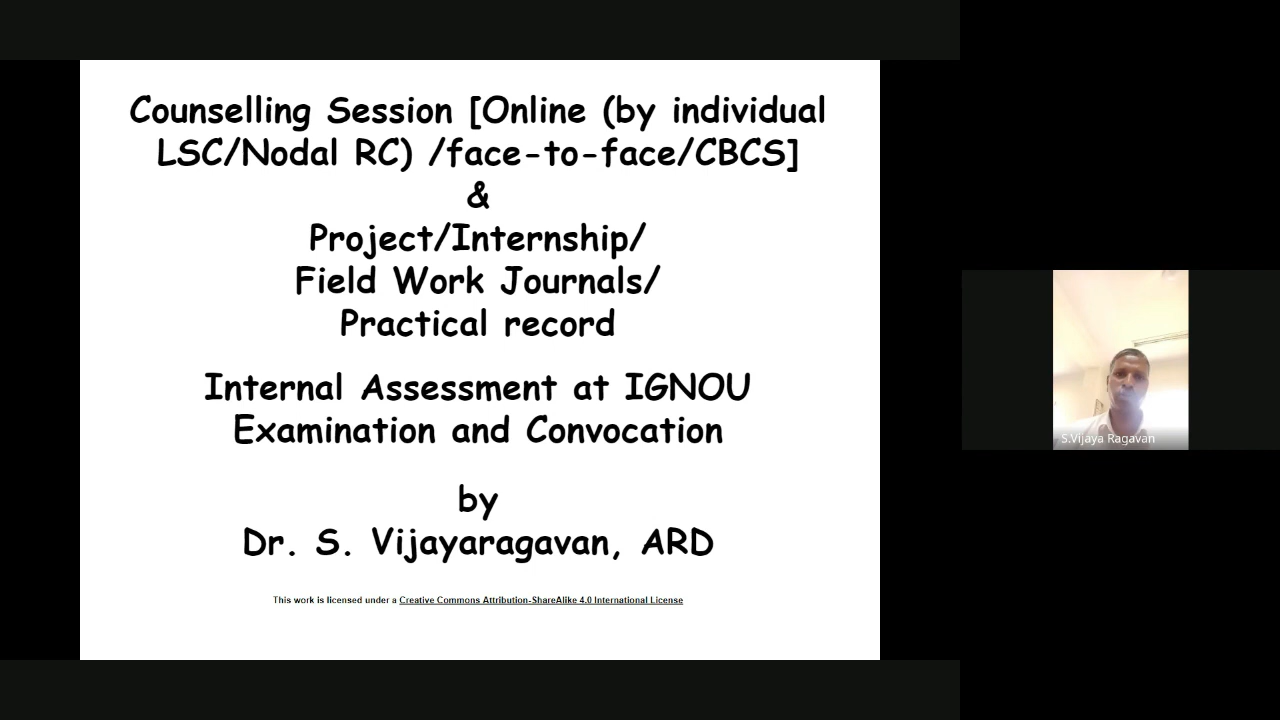 Counselling Session [Online (by individual
LSC/Nodal RC) /face-to-face/CBCS]
&
Project/Internship/
Field Work Journals/
Practical record
Internal Assessment at IGNOU
Examination and Convocation
by
Dr. S. Vijayaragavan, ARD
This work is licensed under a Creative Commons Attribution-ShareAlike 4.0 International License
S.Vijaya Ragavan